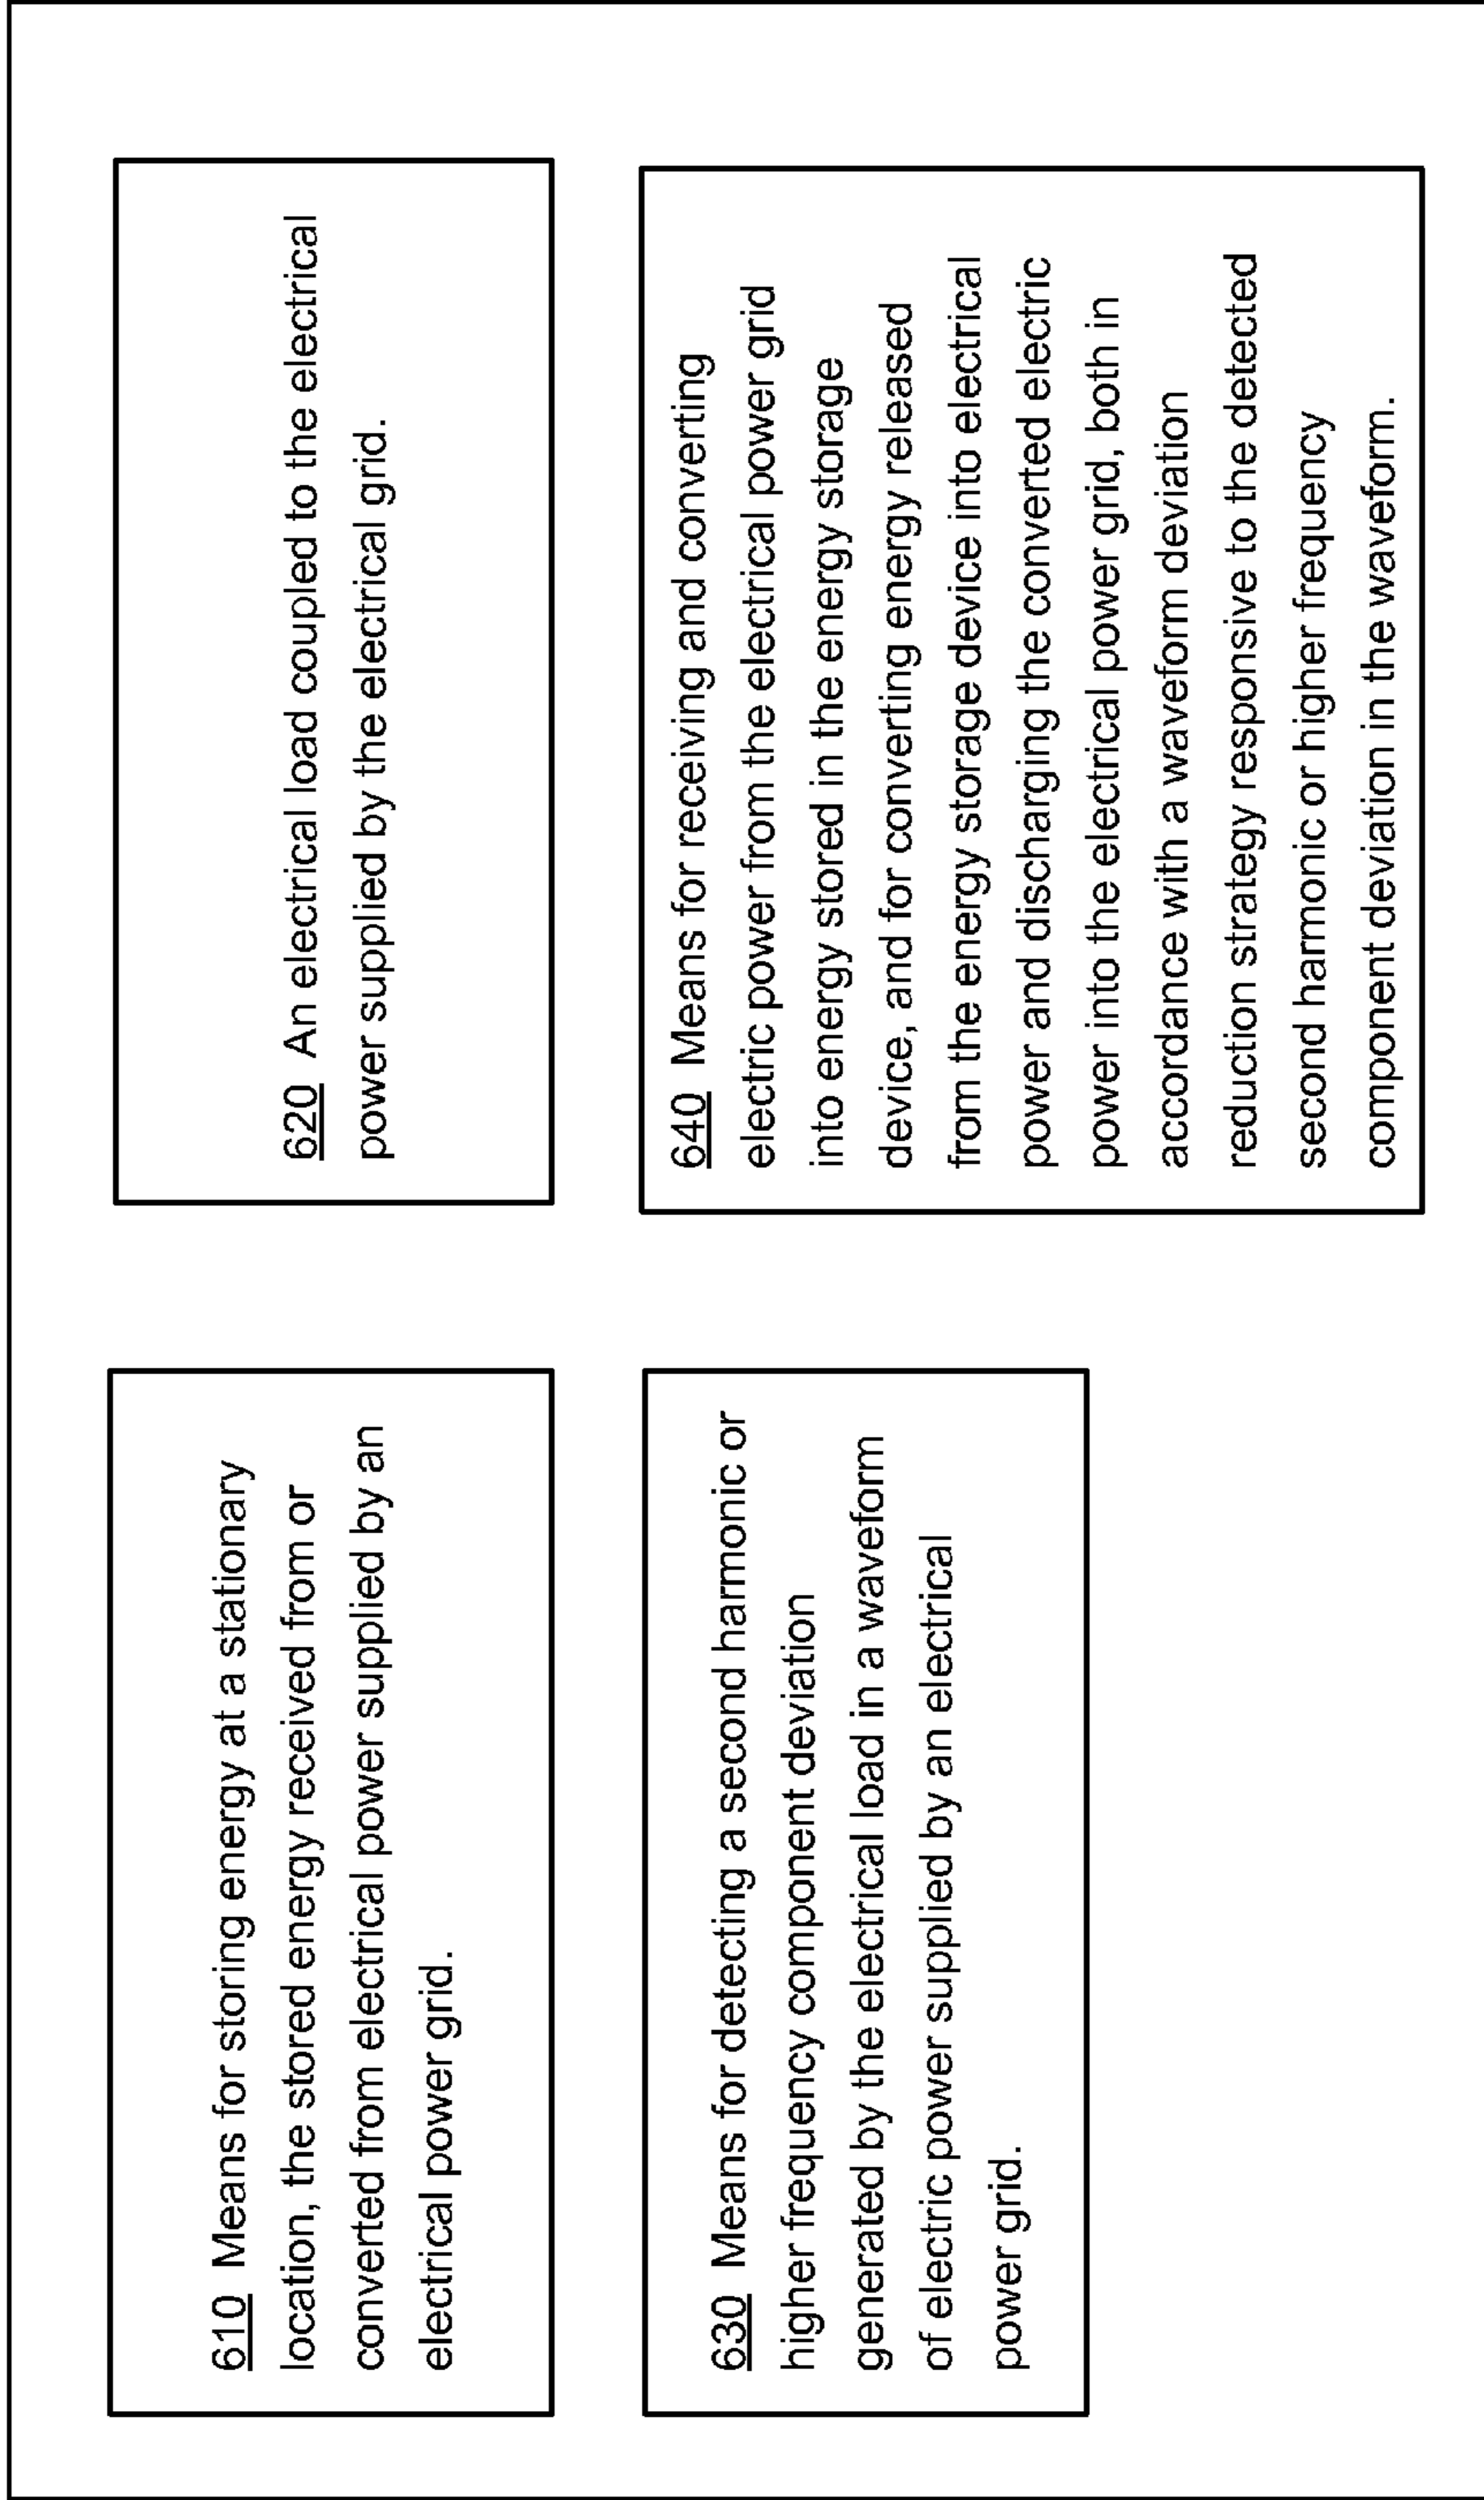 610 Means for storing energy at a stationary
location, the stored energy received from or
converted from electrical power supplied by an
electrical power grid.
620 An electrical load coupled to the electrical
power supplied by the electrical grid.
630 Means for detecting a second harmonic or
higher frequency component deviation
generated by the electrical load in a waveform
of electric power supplied by an electrical
power grid.
640 Means for receiving and converting
electric power from the electrical power grid
into energy stored in the energy storage
device, and for converting energy released
from the energy storage device into electrical
power and discharging the converted electric
power into the electrical power grid, both in
accordance with a waveform deviation
reduction strategy responsive to the detected
second harmonic or higher frequency
component deviation in the waveform.